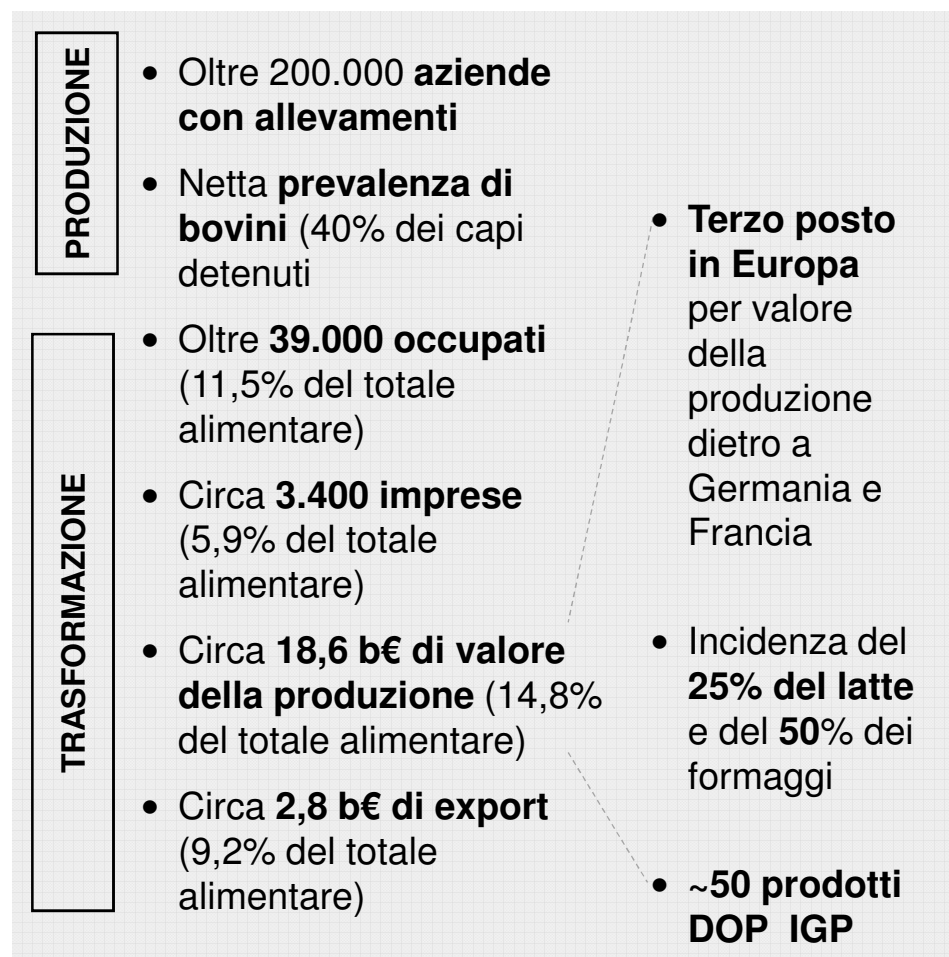 PRODUZIONE
• Oltre 200.000 aziende
con allevamenti
• Netta prevalenza di
bovini (40% dei capi
detenuti
TRASFORMAZIONE
• Oltre 39.000 occupati
(11,5% del totale
alimentare)
• Circa 3.400 imprese
(5,9% del totale
alimentare)
• Circa 18,6 b€ di valore
della produzione (14,8%
del totale alimentare)
• Circa 2,8 b€ di export
(9,2% del totale
alimentare)
• Terzo posto
in Europa
per valore
della
produzione
dietro a
Germania e
Francia
• Incidenza del
25% del latte
e del 50% dei
formaggi
• ~50 prodotti
DOP IGP